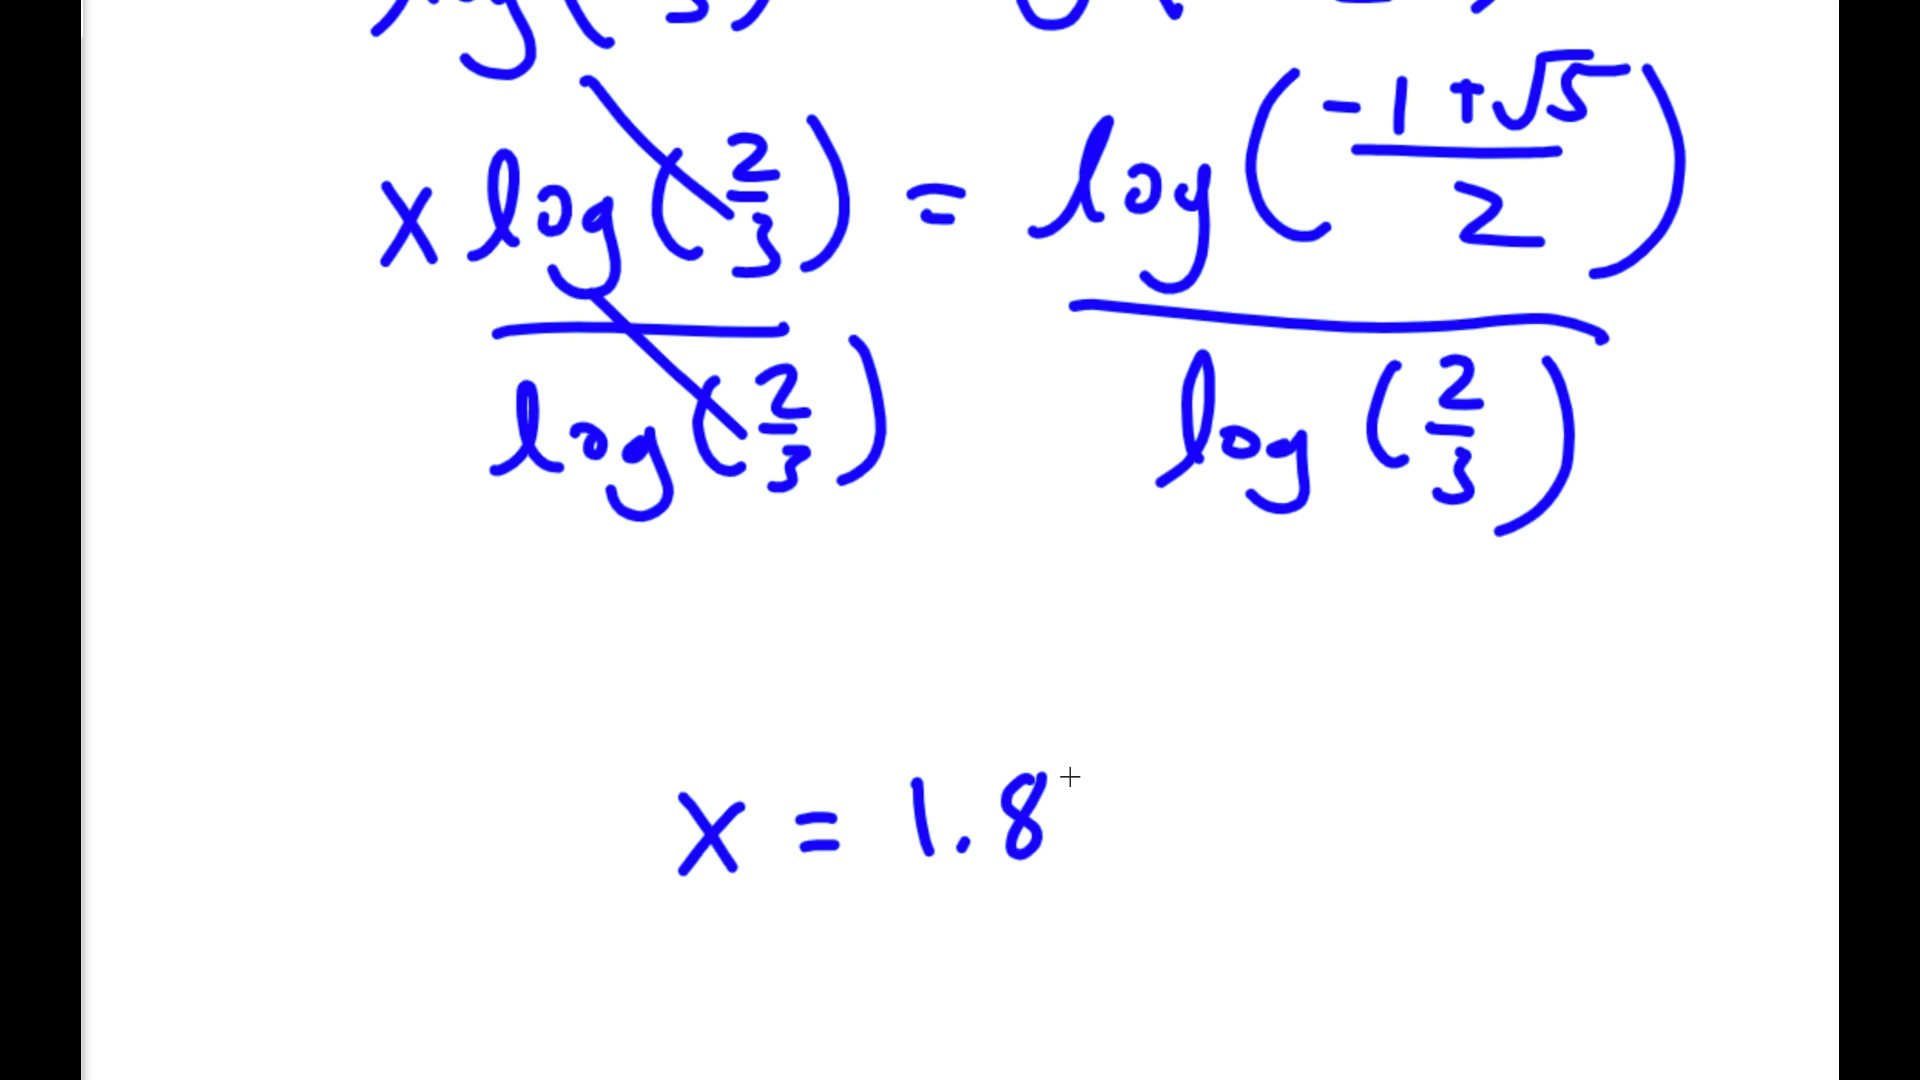 x log(2/3) = log((-1+√5)/2)
log(2/3) log(2/3)
x = 1.8